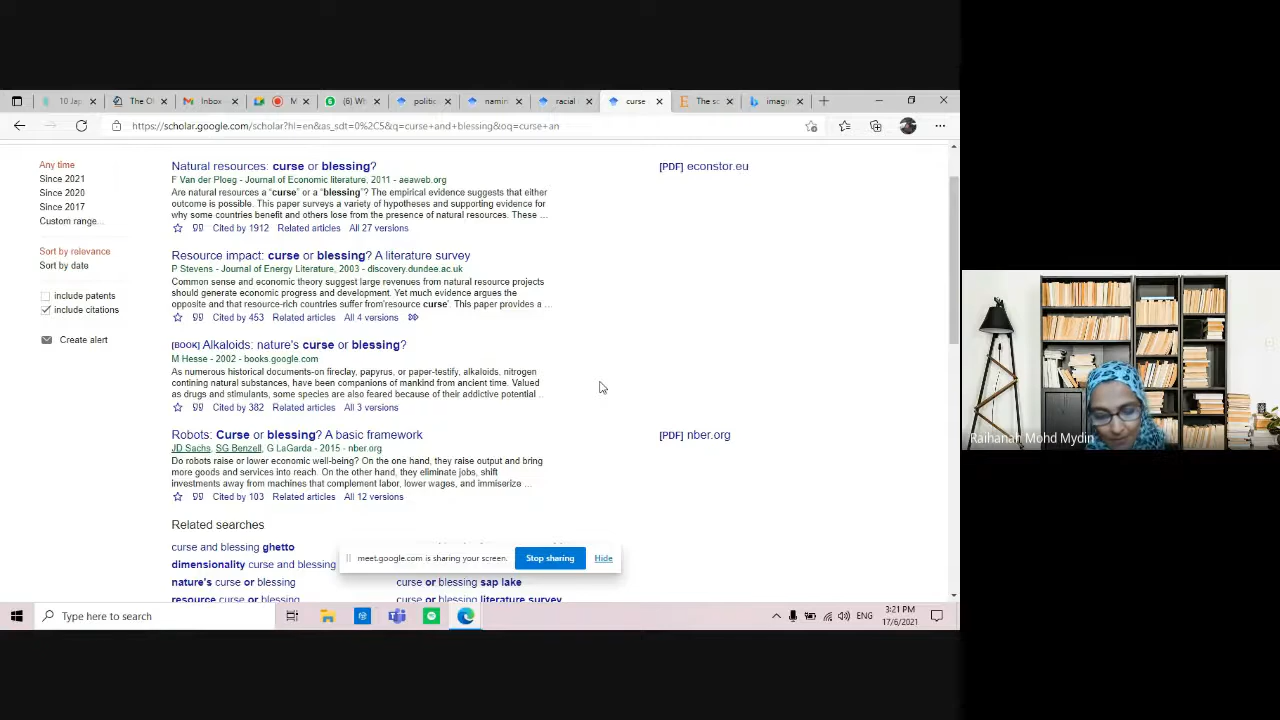 10 Jap
The O
Inbox
M
(6) W
politic
namin
racial
curse
The sc
imagi
https://scholar.google.com/scholar?hl=en&as_sdt=0%2C5&q=curse+and+blessing&oq=curse+an
Any time
Since 2021
Since 2020
Since 2017
Custom range...
Sort by relevance
Sort by date
include patents
include citations
Create alert
Natural resources: curse or blessing?
[PDF] econstor.eu
F Van der Ploeg - Journal of Economic literature, 2011 - aeaweb.org
Are natural resources a “curse” or a “blessing”? The empirical evidence suggests that either
outcome is possible. This paper surveys a variety of hypotheses and supporting evidence for
why some countries benefit and others lose from the presence of natural resources. These ...
Cited by 1912 Related articles All 27 versions
Resource impact: curse or blessing? A literature survey
P Stevens - Journal of Energy Literature, 2003 - discovery.dundee.ac.uk
Common sense and economic theory suggest large revenues from natural resource projects
should generate economic progress and development. Yet much evidence argues the
opposite and that resource-rich countries suffer from'resource curse'. This paper provides a ...
Cited by 453 Related articles All 4 versions
[BOOK] Alkaloids: nature's curse or blessing?
M Hesse - 2002 - books.google.com
As numerous historical documents-on fireclay, papyrus, or paper-testify, alkaloids, nitrogen
contining natural substances, have been companions of mankind from ancient time. Valued
as drugs and stimulants, some species are also feared because of their addictive potential ..
Cited by 382 Related articles All 3 versions
Robots: Curse or blessing? A basic framework
[PDF] nber.org
JD Sachs, SG Benzell, G LaGarda - 2015 - nber.org
Do robots raise or lower economic well-being? On the one hand, they raise output and bring
more goods and services into reach. On the other hand, they eliminate jobs, shift
investments away from machines that complement labor, lower wages, and immiserize ...
Cited by 103 Related articles All 12 versions
Related searches
curse and blessing ghetto
dimensionality curse and blessing
nature's curse or blessing
curse or blessing sap lake
resource curse or blessing
curse or blessing literature survey
meet.google.com is sharing your screen.
Stop sharing
Hide
Type here to search
ENG
3:21 PM
17/6/2021
Raihanah Mohd Mydin